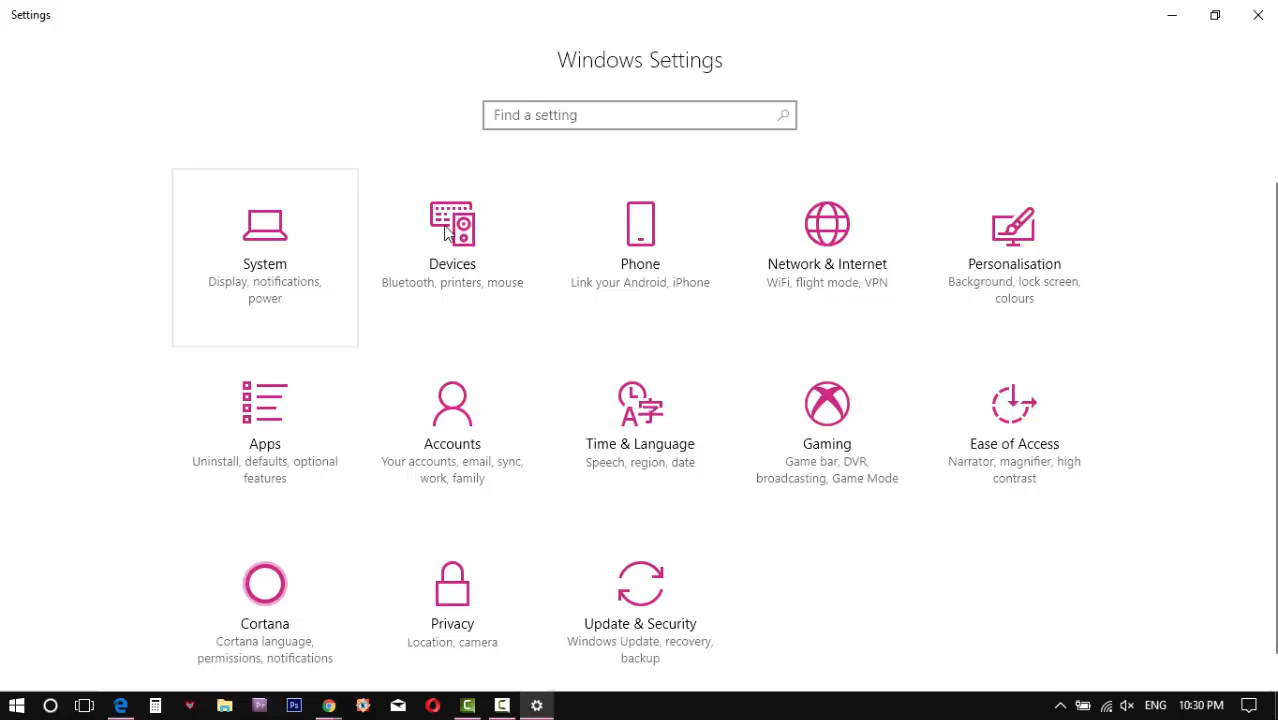 Settings
Windows Settings
Find a setting
System
Display, notifications,
power
Devices
Bluetooth, printers, mouse
Phone
Link your Android, iPhone
Network & Internet
WiFi, flight mode, VPN
Personalisation
Background, lock screen,
colours
Apps
Uninstall, defaults, optional
features
Accounts
Your accounts, email, sync,
work, family
Time & Language
Speech, region, date
Gaming
Game bar, DVR,
broadcasting, Game Mode
Ease of Access
Narrator, magnifier, high
contrast
Cortana
Cortana language,
permissions, notifications
Privacy
Location, camera
Update & Security
Windows Update, recovery,
backup
Pr
Ps
ENG
10:30 PM